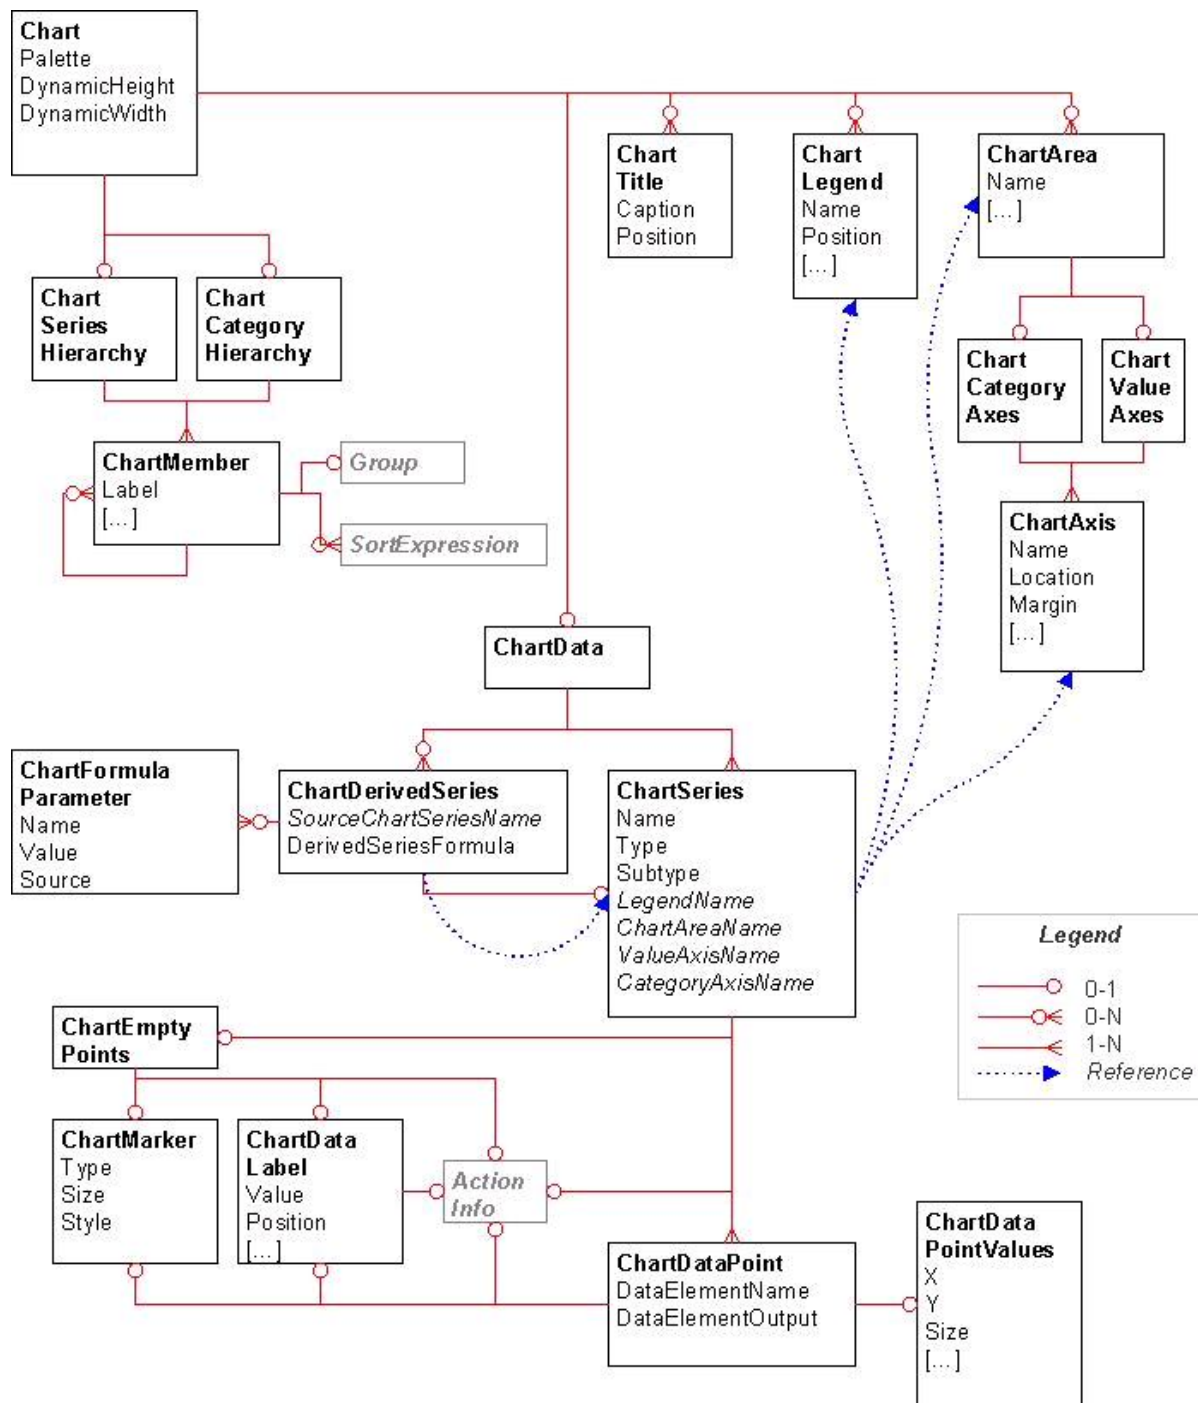 Chart
Palette
DynamicHeight
DynamicWidth
Chart
Title
Caption
Position
Chart
Legend
Name
Position
[...]
ChartArea
Name
[...]
Chart
Series
Hierarchy
Chart
Category
Hierarchy
Chart
Category
Axes
Chart
Value
Axes
ChartMember
Label
[...]
Group
SortExpression
ChartAxis
Name
Location
Margin
[...]
ChartData
ChartFormula
Parameter
Name
Value
Source
ChartDerivedSeries
SourceChartSeriesName
DerivedSeriesFormula
ChartSeries
Name
Type
Subtype
LegendName
ChartAreaName
ValueAxisName
CategoryAxisName
Legend
0-1
0-N
1-N
Reference
ChartEmpty
Points
ChartMarker
Type
Size
Style
ChartData
Label
Value
Position
[...]
Action
Info
ChartDataPoint
DataElementName
DataElementOutput
ChartData
PointValues
X
Y
Size
[...]